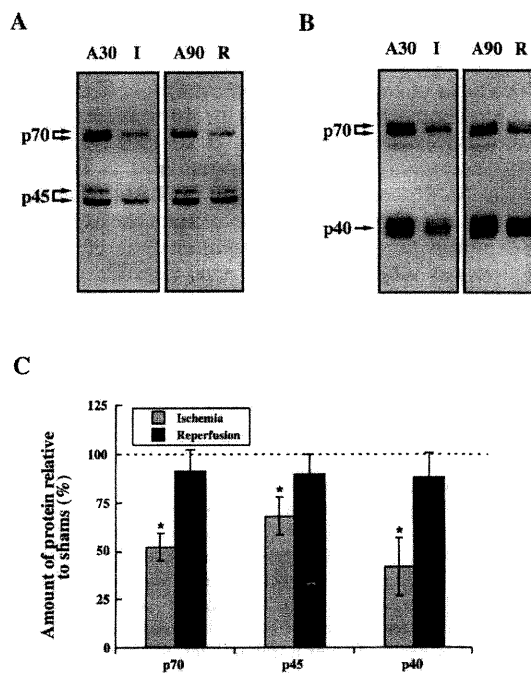 A
A30 I A90 R
p70
p45
B
A30 I A90 R
p70
p40
C
Amount of protein relative
to shams (%)
125
100
75
50
25
0
Ischemia
Reperfusion
*
*
*
p70 p45 p40